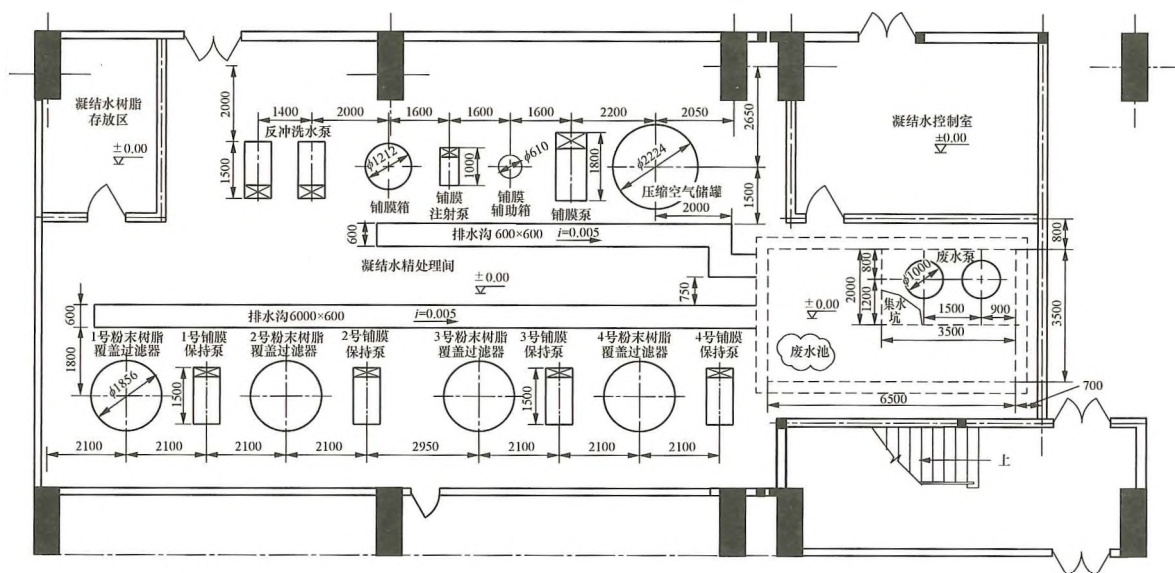 凝结水树脂
存放区
±0.00
2000
1500
1400
2000
1600
1600
1600
2200
2050
2650
1500
反冲洗水泵
φ1212
铺膜箱
1000
铺膜
注射泵
φ610
铺膜
辅助箱
1800
铺膜泵
φ2224
压缩空气储罐
2000
凝结水控制室
±0.00
600
排水沟 600×600 i=0.005
凝结水精处理间
±0.00
750
600
排水沟6000×600 i=0.005
1800
1号粉末树脂
覆盖过滤器
1号铺膜
保持泵
2号粉末树脂
覆盖过滤器
2号铺膜
保持泵
3号粉末树脂
覆盖过滤器
3号铺膜
保持泵
4号粉末树脂
覆盖过滤器
4号铺膜
保持泵
φ1856
1500
1500
2100
2100
2100
2100
2950
2100
2100
2100
800
废水泵
φ1000
800
2000
1200
集水
坑
1500
900
3500
3500
±0.00
废水池
6500
700
上